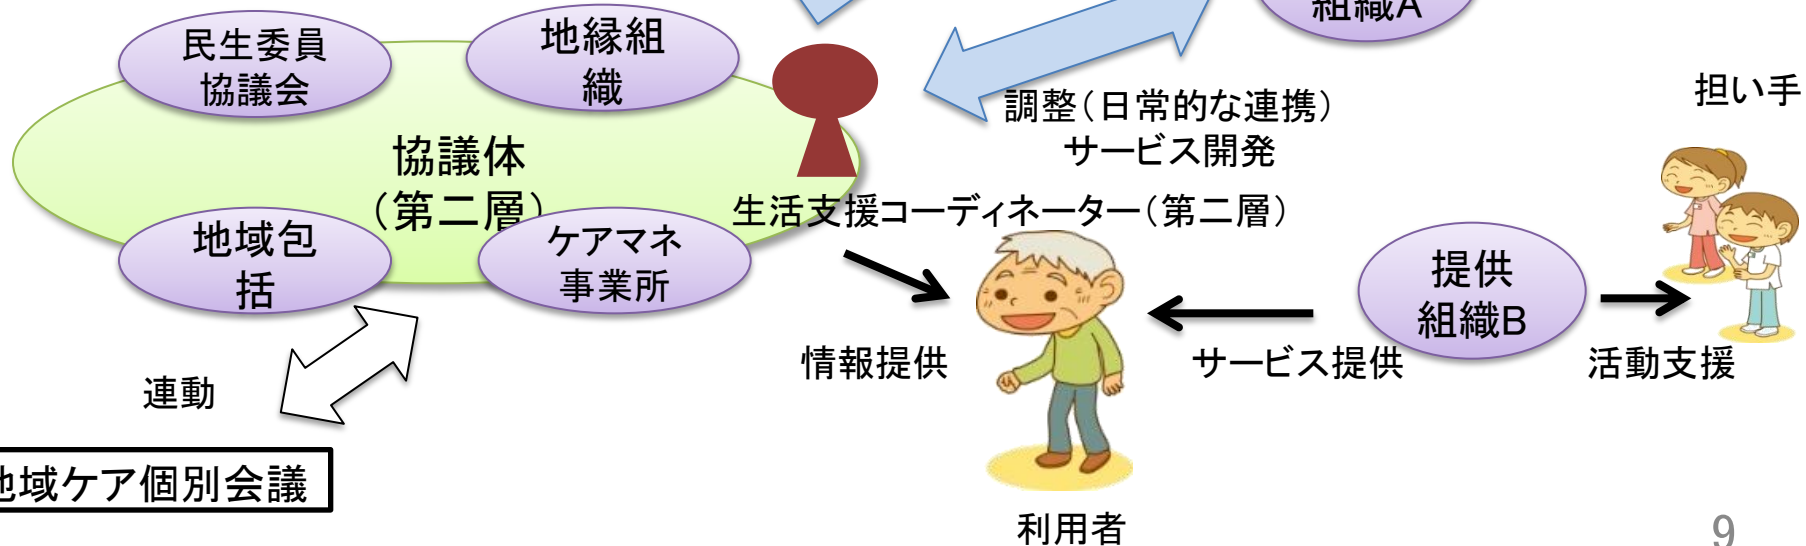 組織A
民生委員
協議会
地縁組
織
担い手
調整（日常的な連携）
サービス開発
協議体
（第二層）
生活支援コーディネーター（第二層）
地域包
括
ケアマネ
事業所
提供
組織B
情報提供
サービス提供
活動支援
連動
地域ケア個別会議
利用者
9